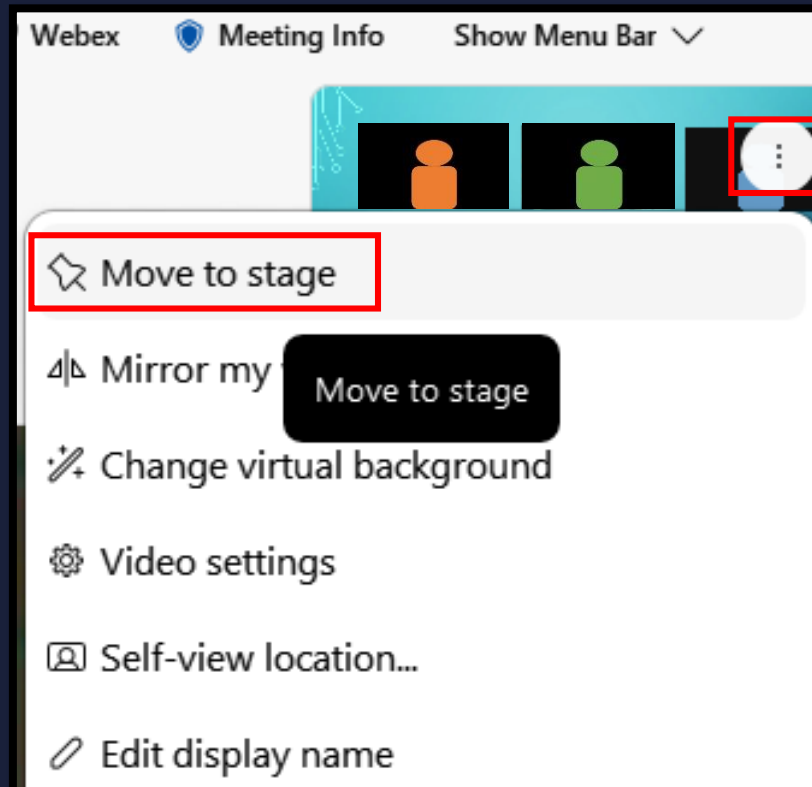 Webex Meeting Info Show Menu Bar
Move to stage
Mirror my
Move to stage
Change virtual background
Video settings
Self-view location...
Edit display name